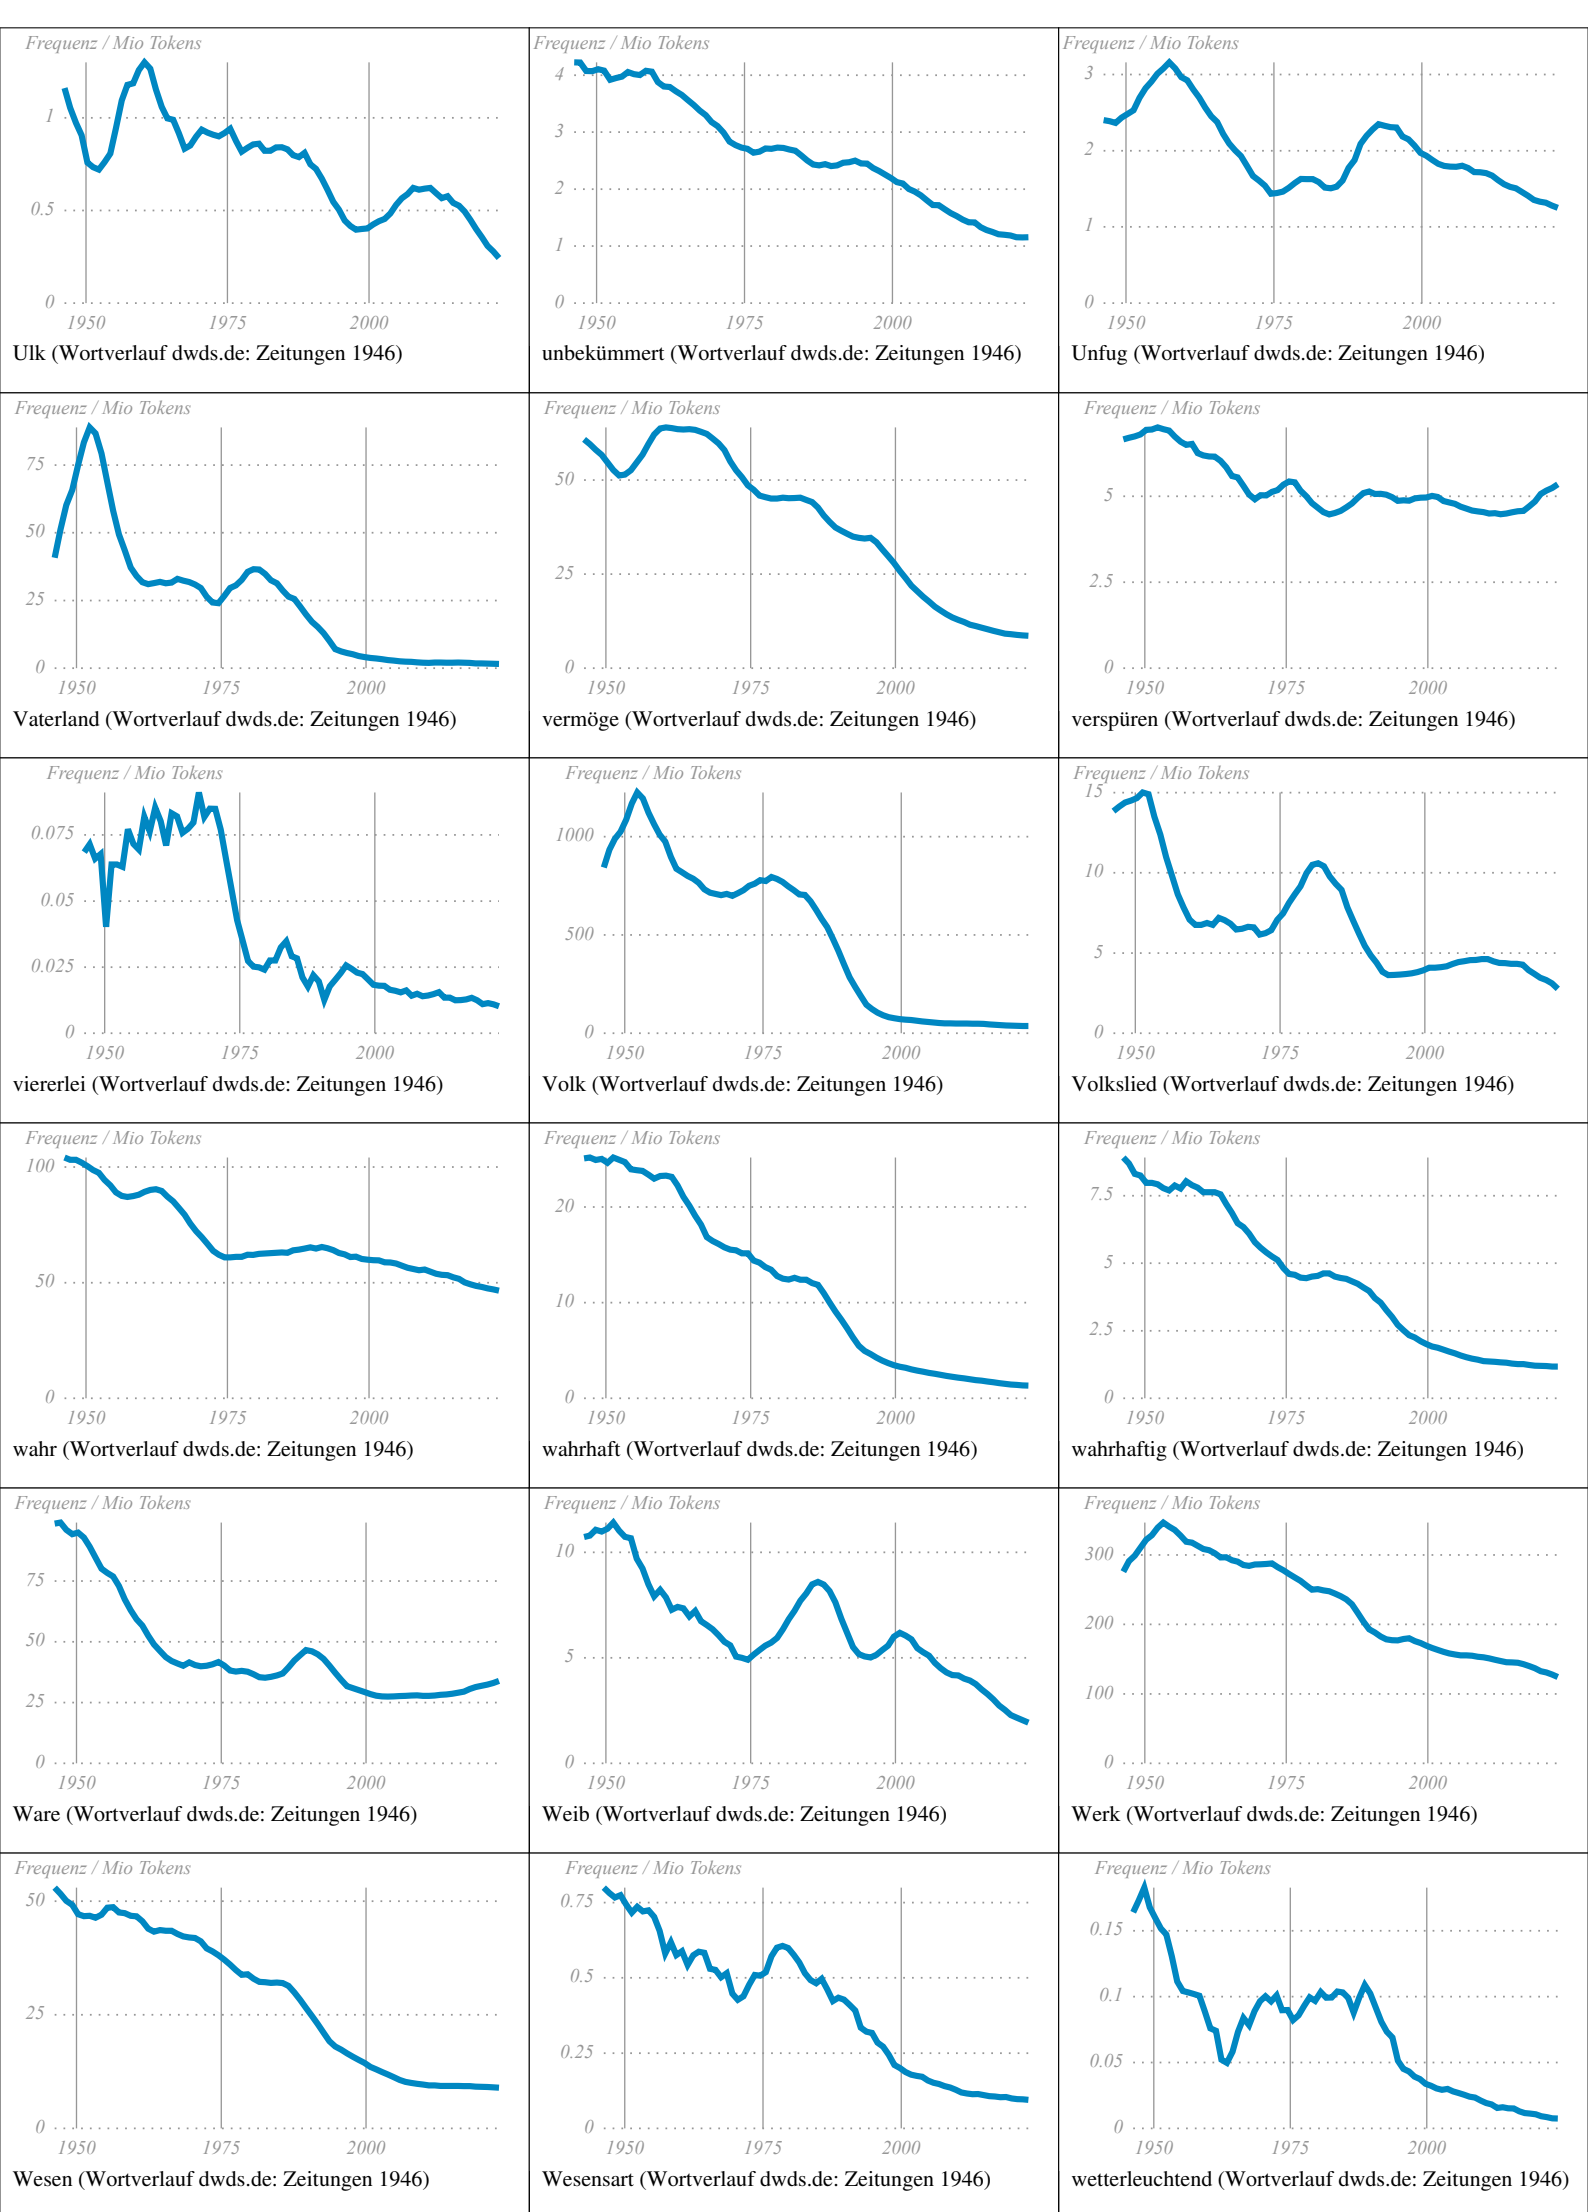 Frequenz / Mio Tokens
1
0.5
0
1950 1975 2000
Ulk (Wortverlauf dwds.de: Zeitungen 1946)
Frequenz / Mio Tokens
4
3
2
1
0
1950 1975 2000
unbekümmert (Wortverlauf dwds.de: Zeitungen 1946)
Frequenz / Mio Tokens
3
2
1
0
1950 1975 2000
Unfug (Wortverlauf dwds.de: Zeitungen 1946)
Frequenz / Mio Tokens
75
50
25
0
1950 1975 2000
Vaterland (Wortverlauf dwds.de: Zeitungen 1946)
Frequenz / Mio Tokens
50
25
0
1950 1975 2000
vermöge (Wortverlauf dwds.de: Zeitungen 1946)
Frequenz / Mio Tokens
5
2.5
0
1950 1975 2000
verspüren (Wortverlauf dwds.de: Zeitungen 1946)
Frequenz / Mio Tokens
0.075
0.05
0.025
0
1950 1975 2000
viererlei (Wortverlauf dwds.de: Zeitungen 1946)
Frequenz / Mio Tokens
1000
500
0
1950 1975 2000
Volk (Wortverlauf dwds.de: Zeitungen 1946)
Frequenz / Mio Tokens
15
10
5
0
1950 1975 2000
Volkslied (Wortverlauf dwds.de: Zeitungen 1946)
Frequenz / Mio Tokens
100
50
0
1950 1975 2000
wahr (Wortverlauf dwds.de: Zeitungen 1946)
Frequenz / Mio Tokens
20
10
0
1950 1975 2000
wahrhaft (Wortverlauf dwds.de: Zeitungen 1946)
Frequenz / Mio Tokens
7.5
5
2.5
0
1950 1975 2000
wahrhaftig (Wortverlauf dwds.de: Zeitungen 1946)
Frequenz / Mio Tokens
75
50
25
0
1950 1975 2000
Ware (Wortverlauf dwds.de: Zeitungen 1946)
Frequenz / Mio Tokens
10
5
0
1950 1975 2000
Weib (Wortverlauf dwds.de: Zeitungen 1946)
Frequenz / Mio Tokens
300
200
100
0
1950 1975 2000
Werk (Wortverlauf dwds.de: Zeitungen 1946)
Frequenz / Mio Tokens
50
25
0
1950 1975 2000
Wesen (Wortverlauf dwds.de: Zeitungen 1946)
Frequenz / Mio Tokens
0.75
0.5
0.25
0
1950 1975 2000
Wesensart (Wortverlauf dwds.de: Zeitungen 1946)
Frequenz / Mio Tokens
0.15
0.1
0.05
0
1950 1975 2000
wetterleuchtend (Wortverlauf dwds.de: Zeitungen 1946)